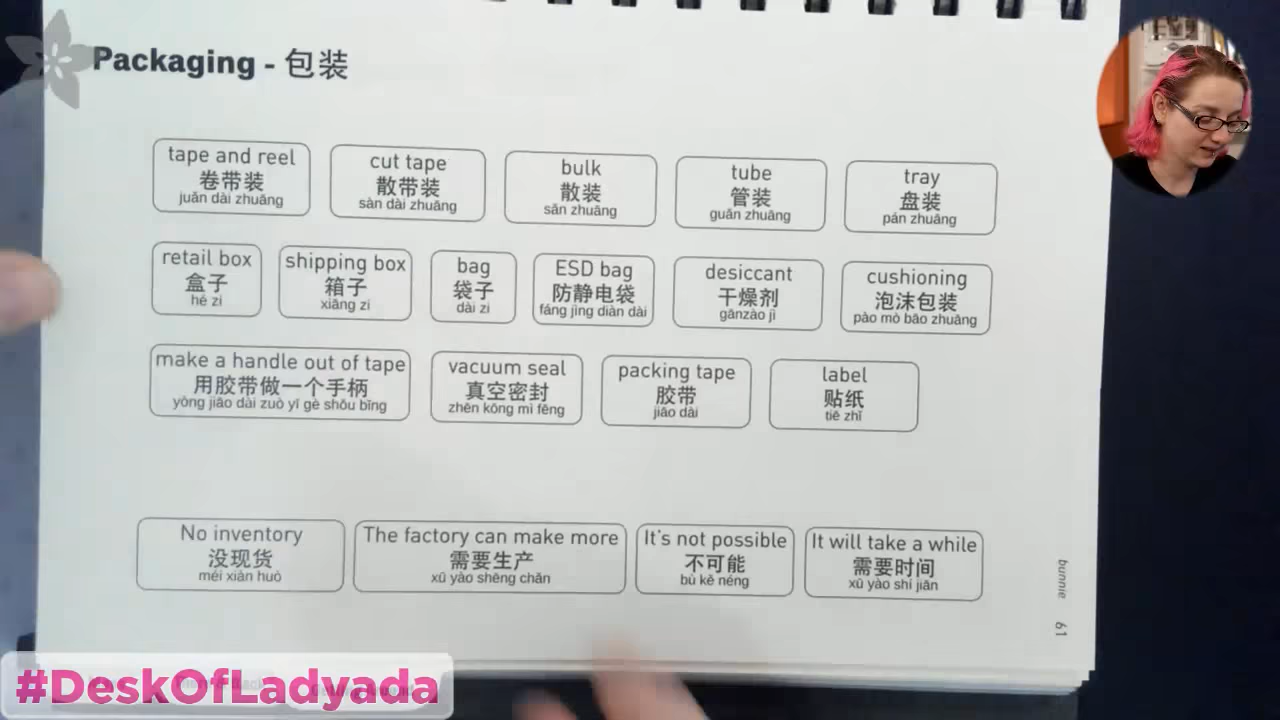 Packaging - 包装
tape and reel
卷带装
juǎn dài zhuāng
cut tape
散带装
sàn dài zhuāng
bulk
散装
sǎn zhuāng
tube
管装
guǎn zhuāng
tray
盘装
pán zhuāng
retail box
盒子
hé zi
shipping box
箱子
xiāng zi
bag
袋子
dài zi
ESD bag
防静电袋
fáng jìng diàn dài
desiccant
干燥剂
gānzào jì
cushioning
泡沫包装
pào mò bāo zhuāng
make a handle out of tape
用胶带做一个手柄
yòng jiāo dài zuò yī gè shǒu bǐng
vacuum seal
真空密封
zhēn kōng mì fēng
packing tape
胶带
jiāo dài
label
贴纸
tiē zhǐ
No inventory
没现货
méi xiàn huò
The factory can make more
需要生产
xū yào shēng chǎn
It's not possible
不可能
bù kě néng
It will take a while
需要时间
xū yào shí jiān
bunnie 61
#DeskOfLadyada